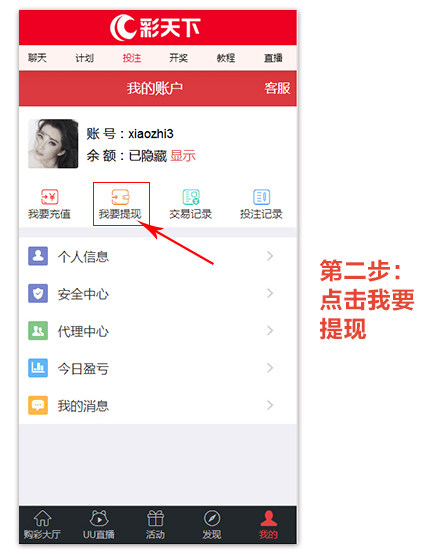 彩天下
聊天 计划 投注 开奖 教程 直播
我的账户 客服
账 号：xiaozhi3
余 额：已隐藏 显示
我要充值 我要提现 交易记录 投注记录
个人信息
安全中心
代理中心
今日盈亏
我的消息
购彩大厅 UU直播 活动 发现 我的
第二步：
点击我要
提现